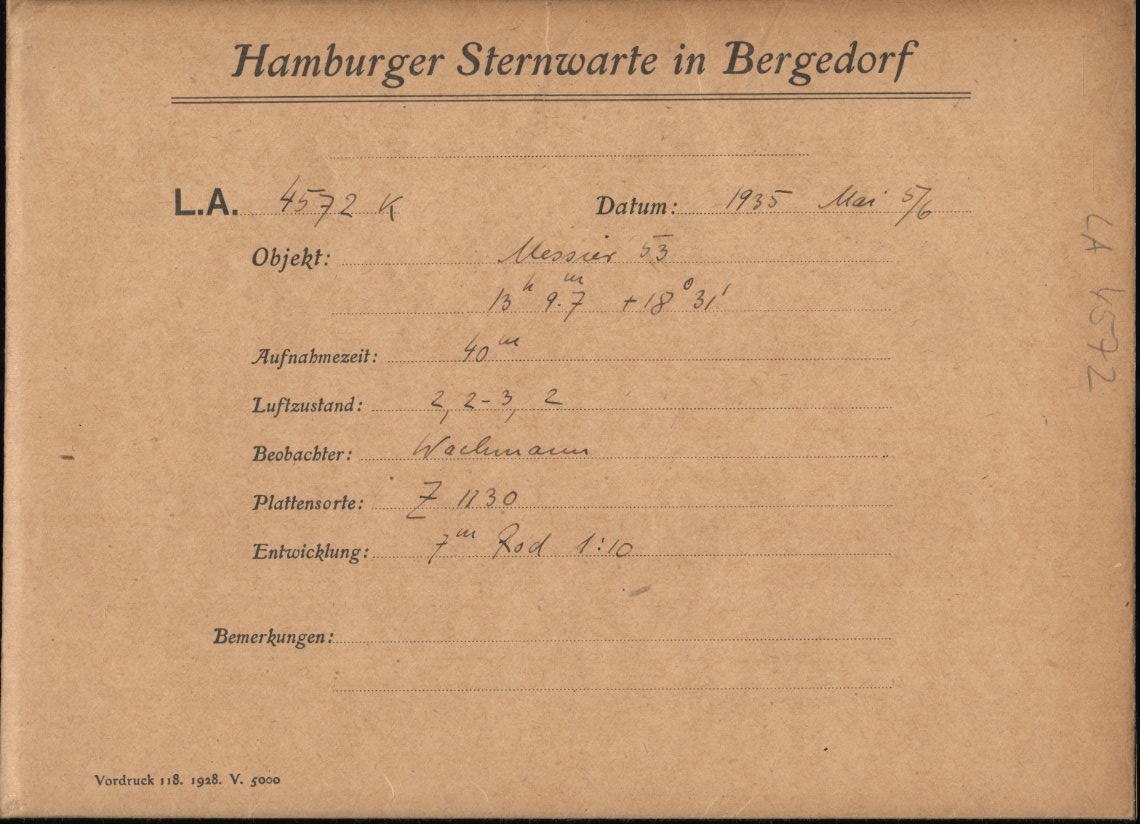 Hamburger Sternwarte in Bergedorf
L.A. 4572 K Datum: 1935 Mai 5/6
Objekt: Messier 53
13h 9.7m +18° 31'
Aufnahmezeit: 40m
Luftzustand: 2, 2-3, 2
Beobachter: Wachmann
Plattensorte: Z 1130
Entwicklung: 7m Rod 1:10
Bemerkungen:
Vordruck 118. 1928. V. 5000
LA 4572